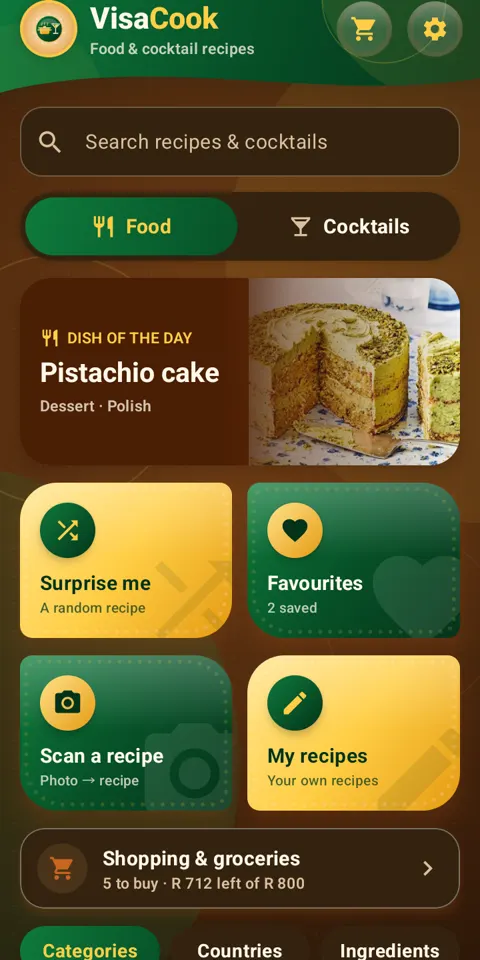 VisaCook
Food & cocktail recipes
Search recipes & cocktails
Food
Cocktails
DISH OF THE DAY
Pistachio cake
Dessert · Polish
Surprise me
A random recipe
Favourites
2 saved
Scan a recipe
Photo → recipe
My recipes
Your own recipes
Shopping & groceries
5 to buy · R 712 left of R 800
Categories
Countries
Ingredients